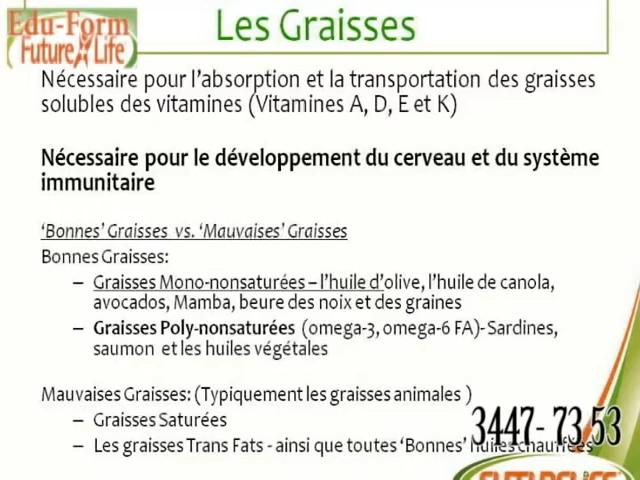 Edu-Form
Future Life
Les Graisses
Nécessaire pour l'absorption et la transportation des graisses
solubles des vitamines (Vitamines A, D, E et K)
Nécessaire pour le développement du cerveau et du système
immunitaire
'Bonnes' Graisses vs. 'Mauvaises' Graisses
Bonnes Graisses:
– Graisses Mono-nonsaturées – l'huile d'olive, l'huile de canola,
avocados, Mamba, beure des noix et des graines
– Graisses Poly-nonsaturées (omega-3, omega-6 FA)- Sardines,
saumon et les huiles végétales
Mauvaises Graisses: (Typiquement les graisses animales )
– Graisses Saturées
– Les graisses Trans Fats - ainsi que toutes 'Bonnes' huiles chauffées
3447- 73 53